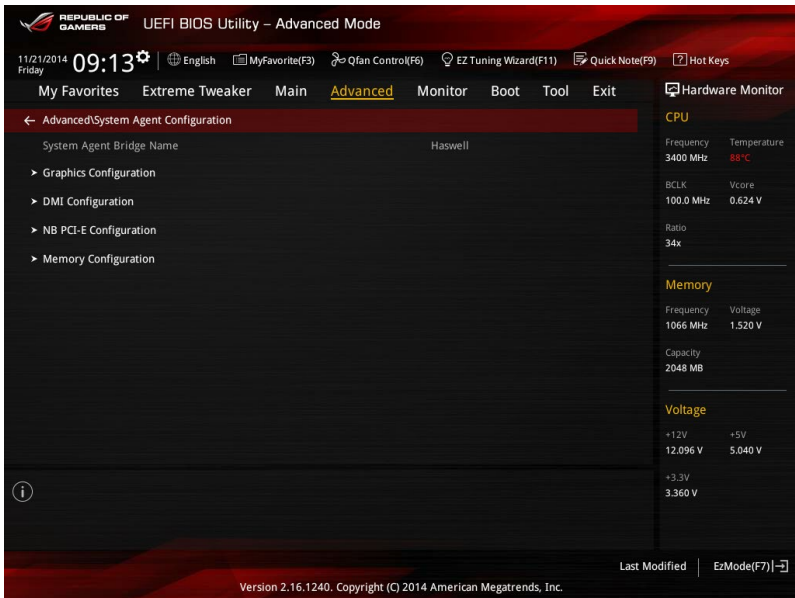 REPUBLIC OF
GAMERS
UEFI BIOS Utility – Advanced Mode
11/21/2014
Friday
09:13
English
MyFavorite(F3)
Qfan Control(F6)
EZ Tuning Wizard(F11)
Quick Note(F9)
? Hot Keys
My Favorites
Extreme Tweaker
Main
Advanced
Monitor
Boot
Tool
Exit
Hardware Monitor
← Advanced\System Agent Configuration
System Agent Bridge Name Haswell
> Graphics Configuration
> DMI Configuration
> NB PCI-E Configuration
> Memory Configuration
CPU
Frequency Temperature
3400 MHz 88°C
BCLK Vcore
100.0 MHz 0.624 V
Ratio
34x
Memory
Frequency Voltage
1066 MHz 1.520 V
Capacity
2048 MB
Voltage
+12V +5V
12.096 V 5.040 V
+3.3V
3.360 V
i
Last Modified
EzMode(F7)
Version 2.16.1240. Copyright (C) 2014 American Megatrends, Inc.